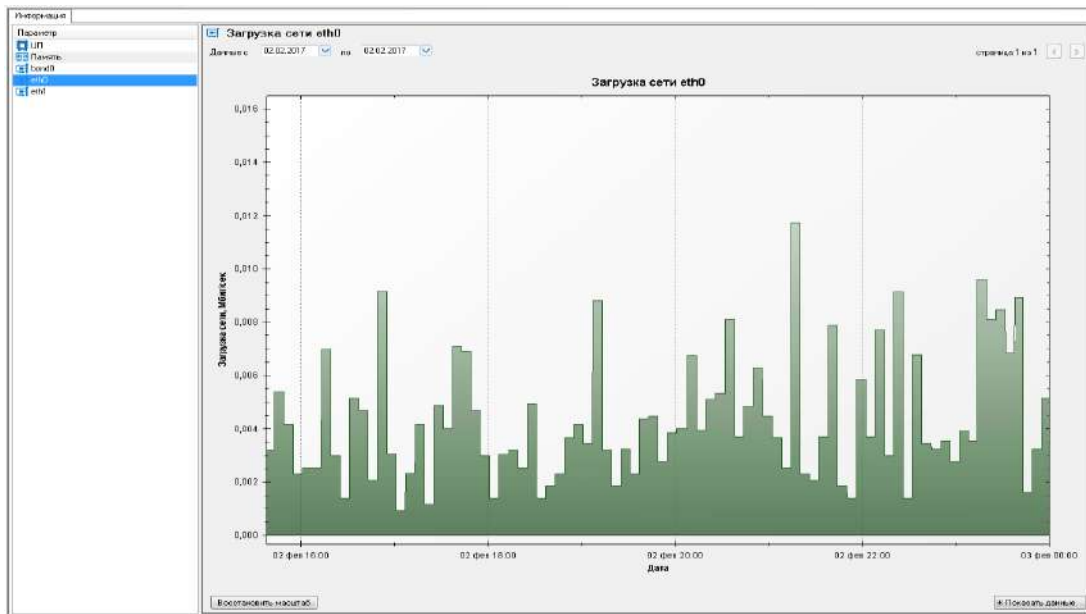 Информация
Параметр
ЦП
Память
bond0
eth0
eth1
Загрузка сети eth0
Данные с 02.02.2017 по 02.02.2017
страница 1 из 1
Загрузка сети eth0
Загрузка сети, Мбит/сек
0,016
0,014
0,012
0,010
0,008
0,006
0,004
0,002
0,000
02 фев 16:00
02 фев 18:00
02 фев 20:00
02 фев 22:00
03 фев 00:00
Дата
Восстановить масштаб
Показать данные